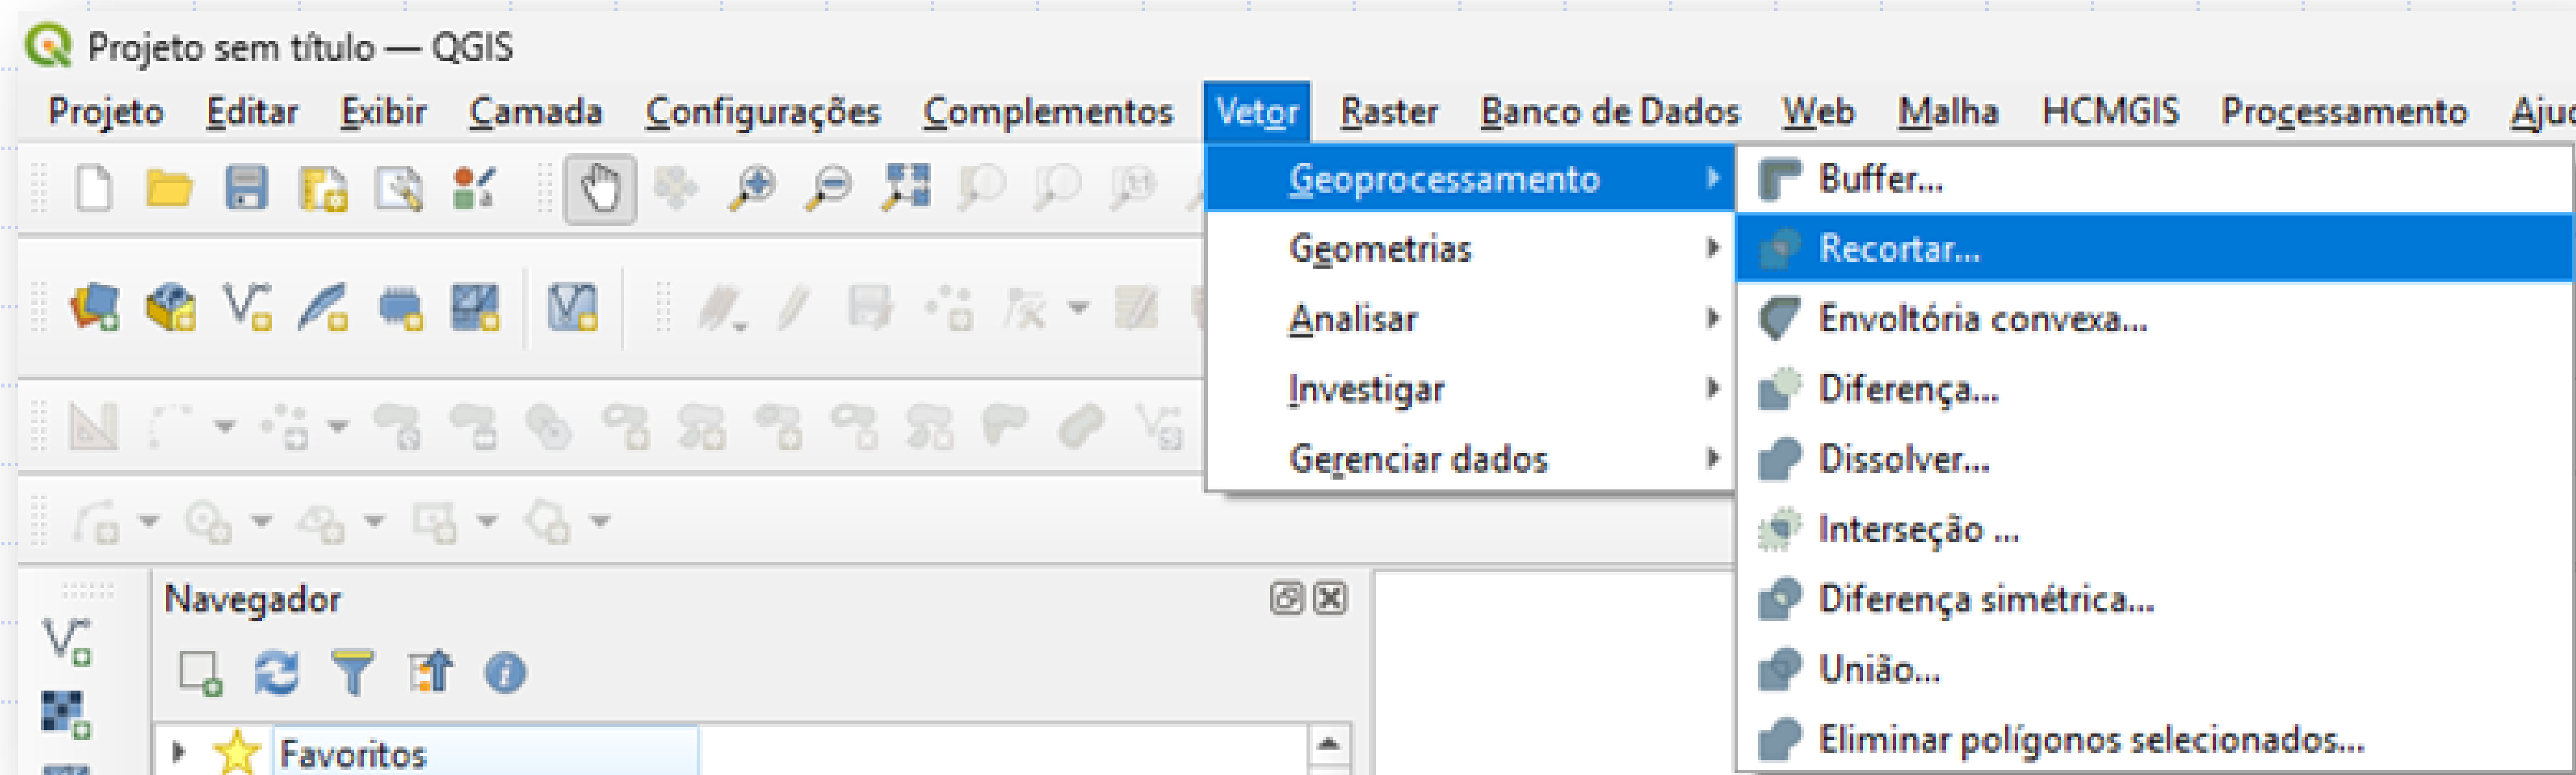 Projeto sem título — QGIS
Projeto Editar Exibir Camada Configurações Complementos Vetor Raster Banco de Dados Web Malha HCMGIS Processamento
Geoprocessamento
Geometrias
Analisar
Investigar
Gerenciar dados
Buffer...
Recortar...
Envoltória convexa...
Diferença...
Dissolver...
Interseção ...
Diferença simétrica...
União...
Eliminar polígonos selecionados...
Navegador
Favoritos